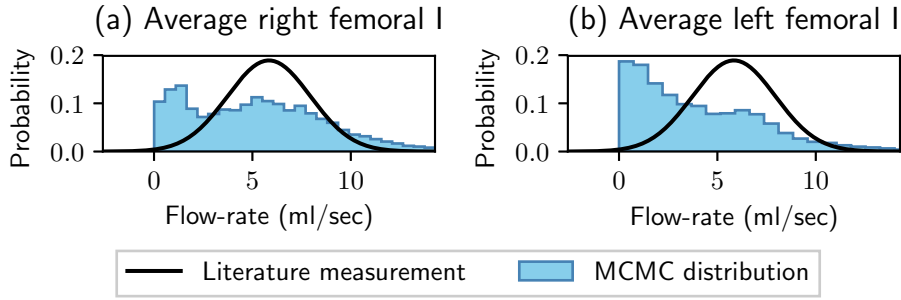 (a) Average right femoral I
(b) Average left femoral I
Probability
0.2
0.1
0.0
0
5
10
Flow-rate (ml/sec)
Probability
0.2
0.1
0.0
0
5
10
Flow-rate (ml/sec)
Literature measurement
MCMC distribution